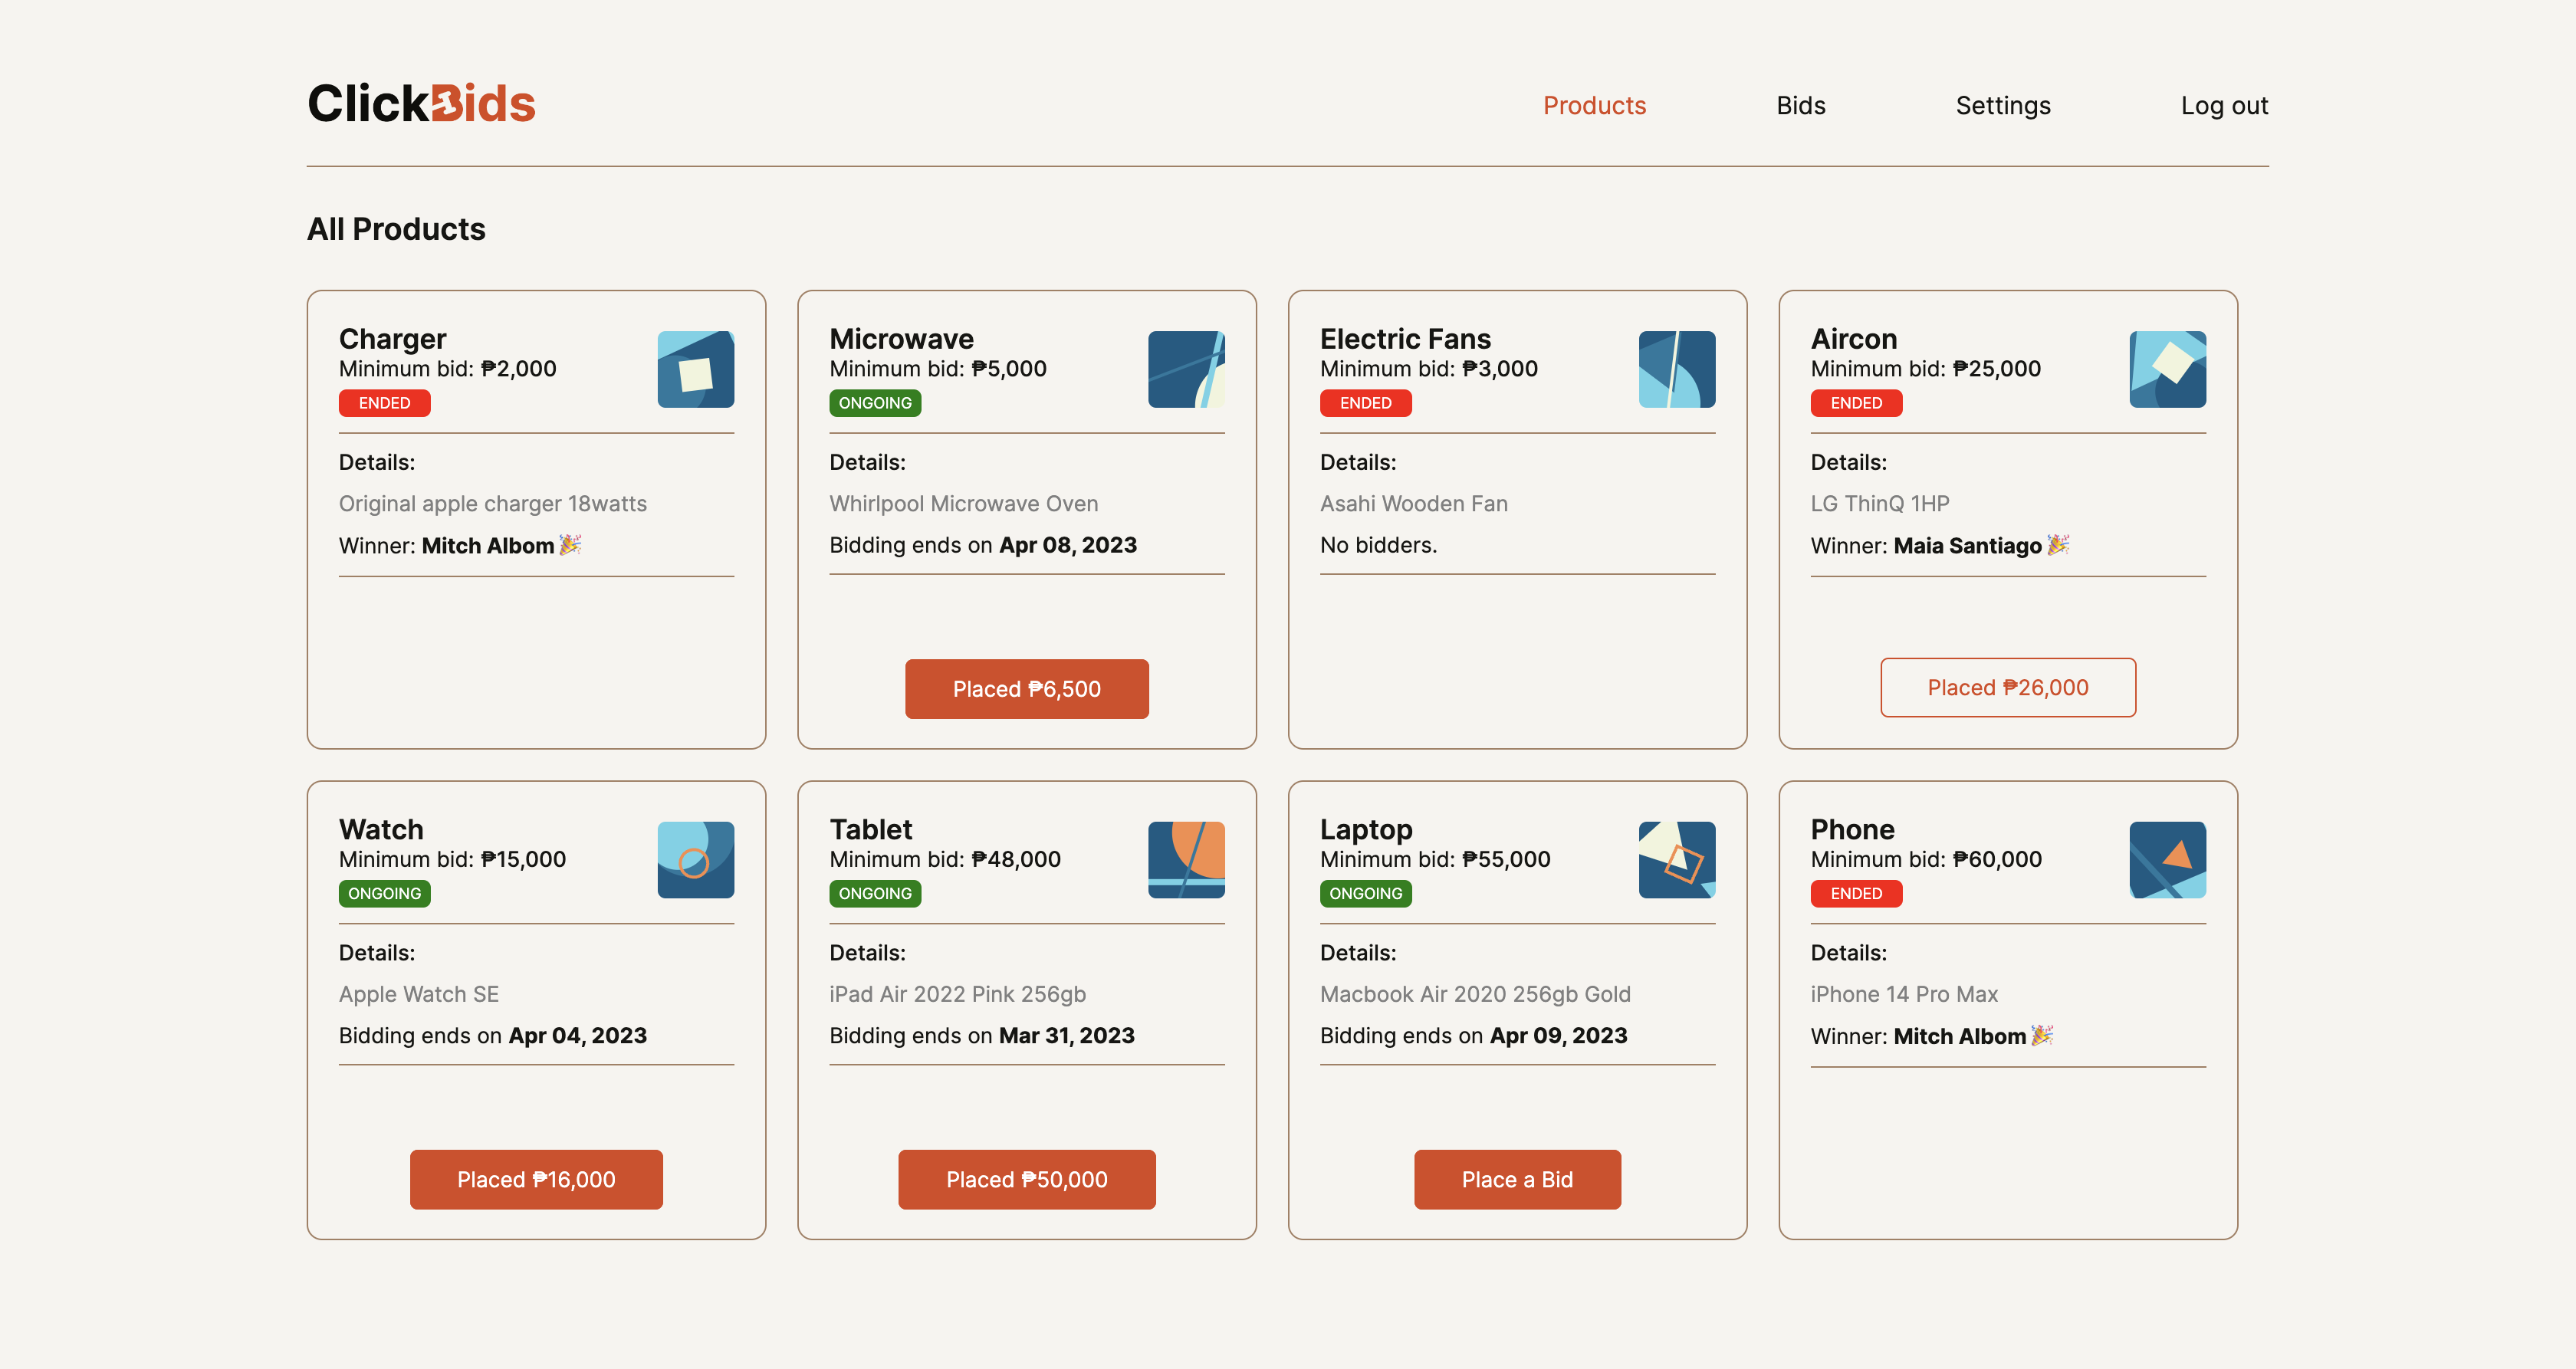 ClickBids
Products
Bids
Settings
Log out
All Products
Charger
Minimum bid: ₱2,000
ENDED
Details:
Original apple charger 18watts
Winner: Mitch Albom🎉
Microwave
Minimum bid: ₱5,000
ONGOING
Details:
Whirlpool Microwave Oven
Bidding ends on Apr 08, 2023
Placed ₱6,500
Electric Fans
Minimum bid: ₱3,000
ENDED
Details:
Asahi Wooden Fan
No bidders.
Aircon
Minimum bid: ₱25,000
ENDED
Details:
LG ThinQ 1HP
Winner: Maia Santiago🎉
Placed ₱26,000
Watch
Minimum bid: ₱15,000
ONGOING
Details:
Apple Watch SE
Bidding ends on Apr 04, 2023
Placed ₱16,000
Tablet
Minimum bid: ₱48,000
ONGOING
Details:
iPad Air 2022 Pink 256gb
Bidding ends on Mar 31, 2023
Placed ₱50,000
Laptop
Minimum bid: ₱55,000
ONGOING
Details:
Macbook Air 2020 256gb Gold
Bidding ends on Apr 09, 2023
Place a Bid
Phone
Minimum bid: ₱60,000
ENDED
Details:
iPhone 14 Pro Max
Winner: Mitch Albom🎉